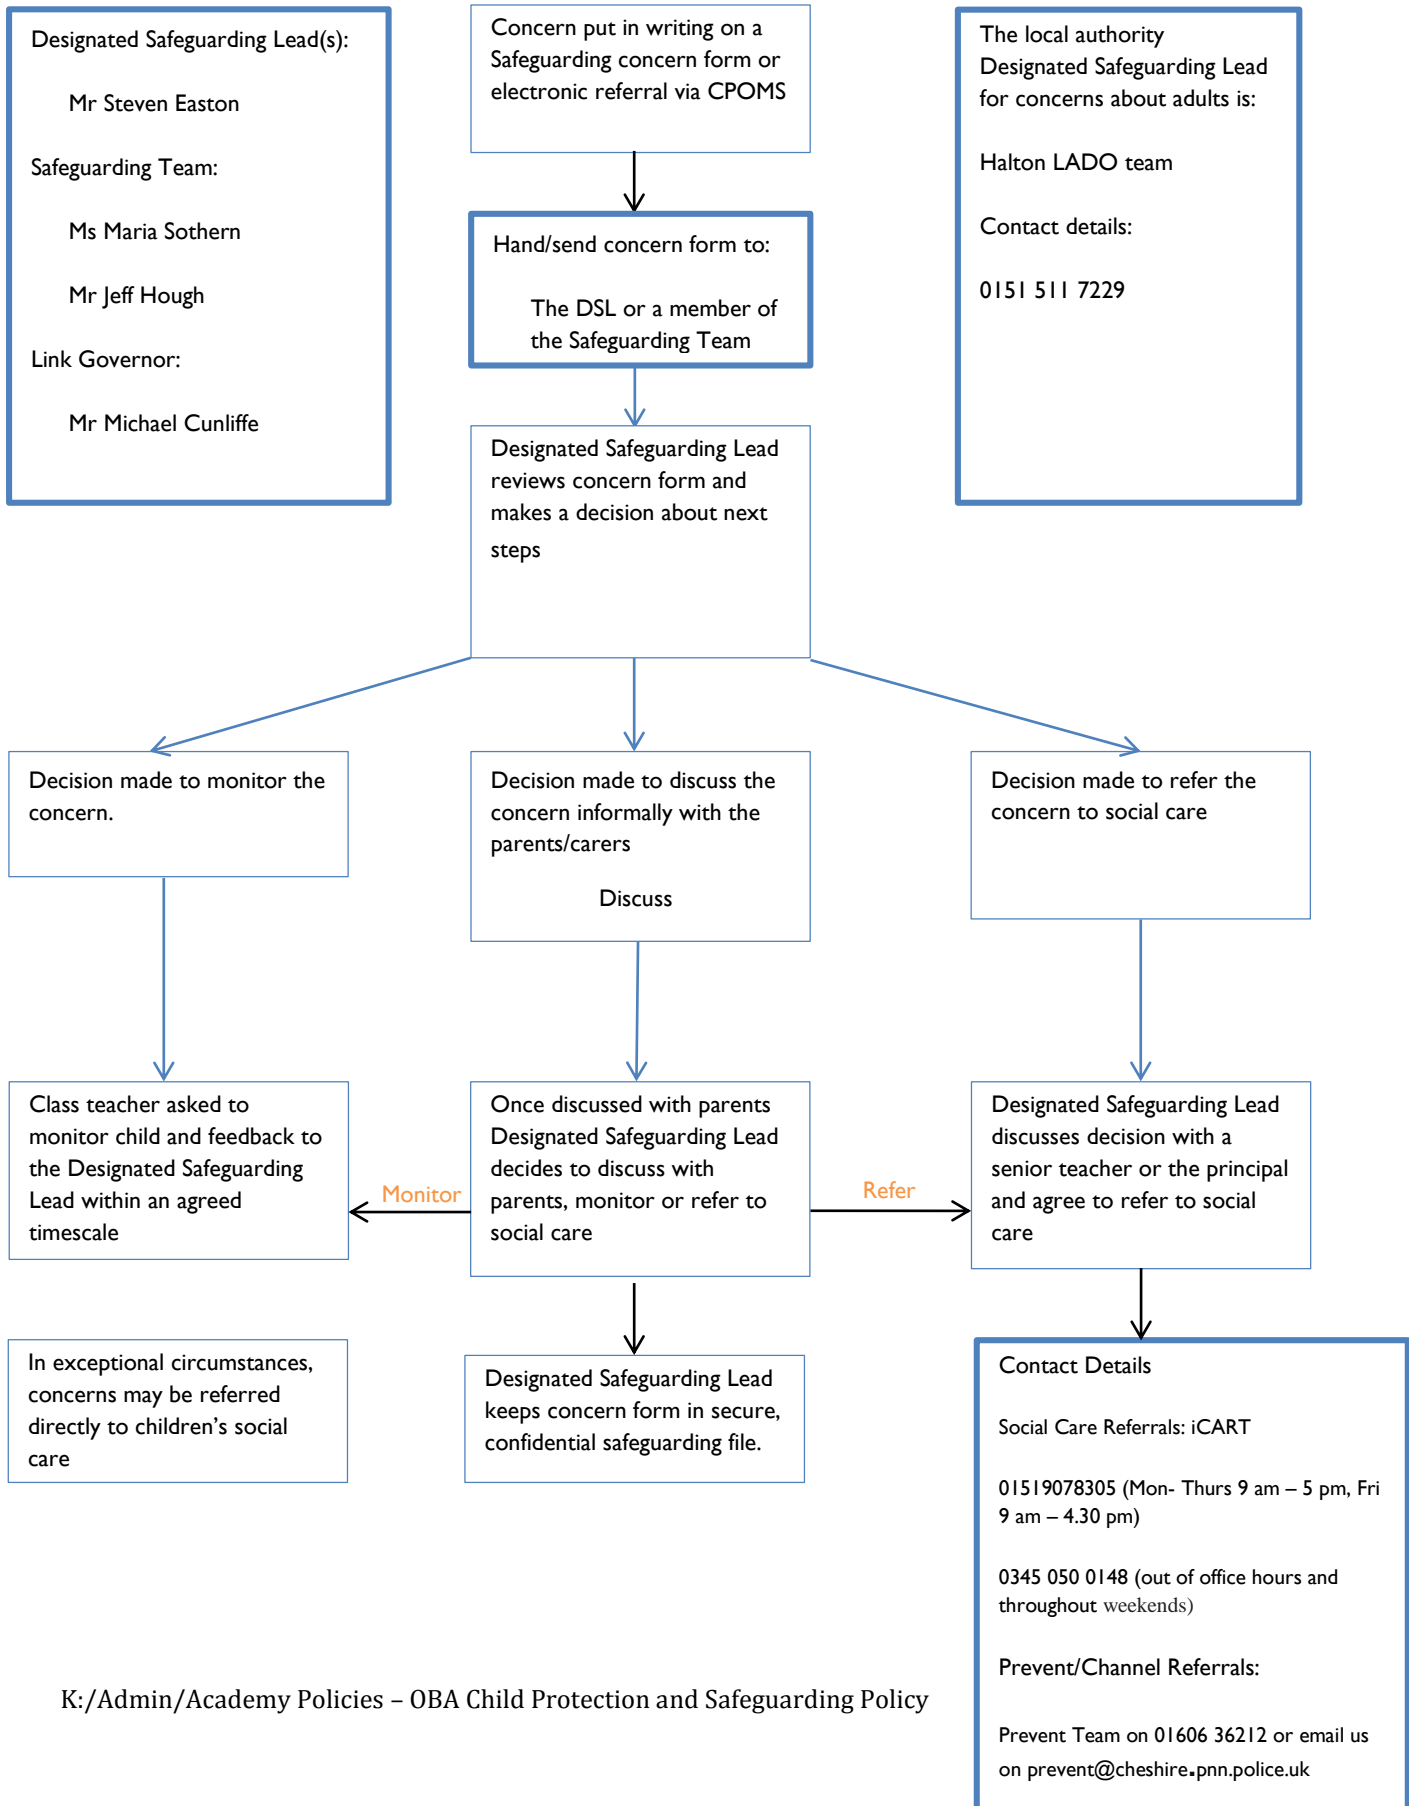 Designated Safeguarding Lead(s):
Mr Steven Easton
Safeguarding Team:
Ms Maria Sothern
Mr Jeff Hough
Link Governor:
Mr Michael Cunliffe
Concern put in writing on a
Safeguarding concern form or
electronic referral via CPOMS
The local authority
Designated Safeguarding Lead
for concerns about adults is:
Halton LADO team
Contact details:
0151 511 7229
Hand/send concern form to:
The DSL or a member of
the Safeguarding Team
Designated Safeguarding Lead
reviews concern form and
makes a decision about next
steps
Decision made to monitor the
concern.
Decision made to discuss the
concern informally with the
parents/carers
Discuss
Decision made to refer the
concern to social care
Class teacher asked to
monitor child and feedback to
the Designated Safeguarding
Lead within an agreed
timescale
Monitor
Once discussed with parents
Designated Safeguarding Lead
decides to discuss with
parents, monitor or refer to
social care
Refer
Designated Safeguarding Lead
discusses decision with a
senior teacher or the principal
and agree to refer to social
care
In exceptional circumstances,
concerns may be referred
directly to children’s social
care
Designated Safeguarding Lead
keeps concern form in secure,
confidential safeguarding file.
Contact Details
Social Care Referrals: iCART
01519078305 (Mon- Thurs 9 am – 5 pm, Fri
9 am – 4.30 pm)
0345 050 0148 (out of office hours and
throughout weekends)
Prevent/Channel Referrals:
Prevent Team on 01606 36212 or email us
on prevent@cheshire.pnn.police.uk
K:/Admin/Academy Policies – OBA Child Protection and Safeguarding Policy